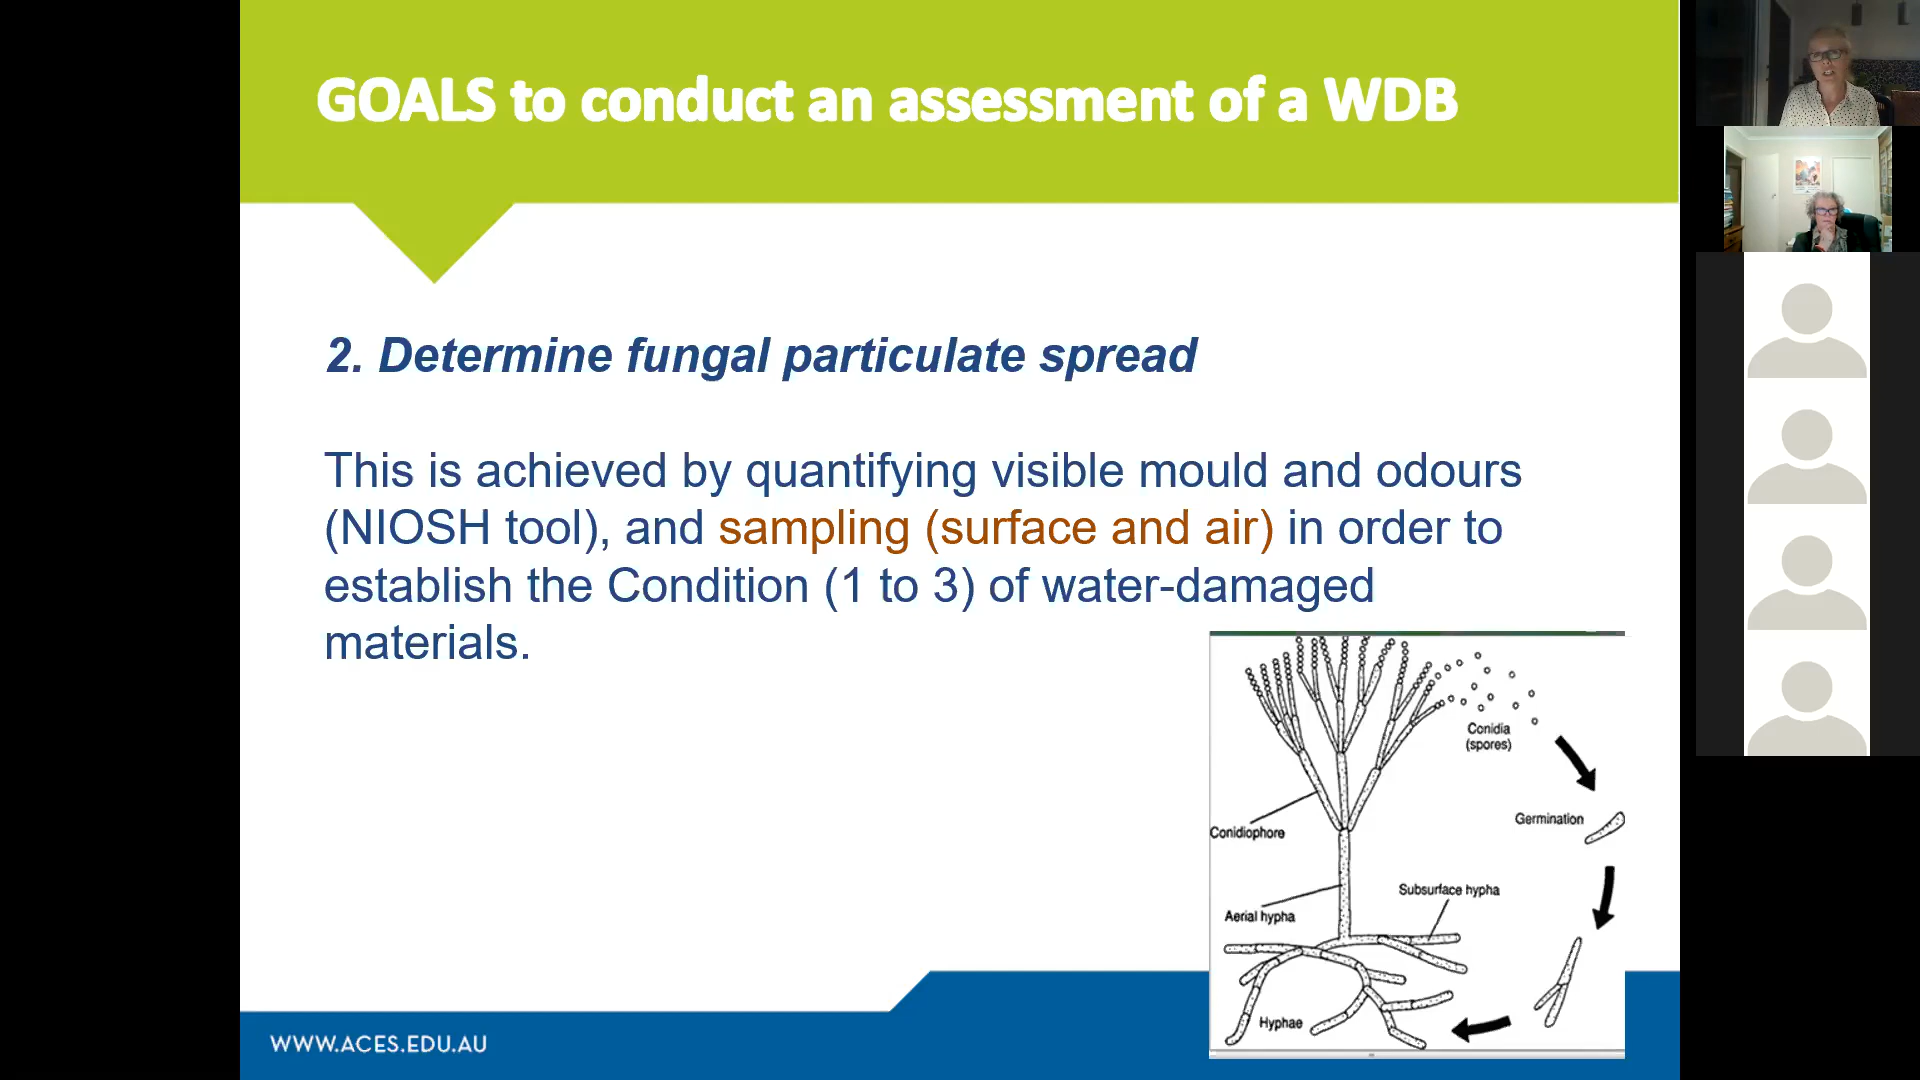 GOALS to conduct an assessment of a WDB
2. Determine fungal particulate spread
This is achieved by quantifying visible mould and odours
(NIOSH tool), and sampling (surface and air) in order to
establish the Condition (1 to 3) of water-damaged
materials.
Conidia
(spores)
Germination
Conidiophore
Subsurface hypha
Aerial hypha
Hyphae
WWW.ACES.EDU.AU